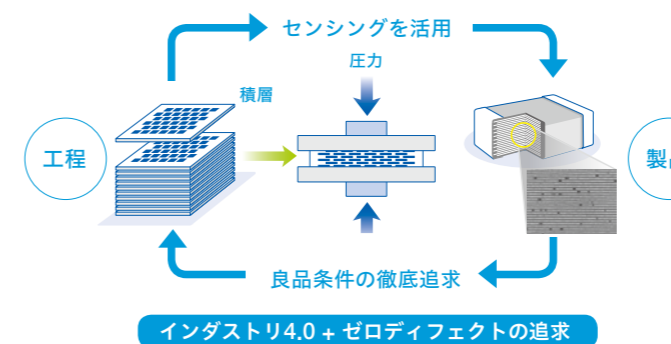 センシングを活用
圧力
積層
工程
製品
良品条件の徹底追求
インダストリ4.0 + ゼロディフェクトの追求